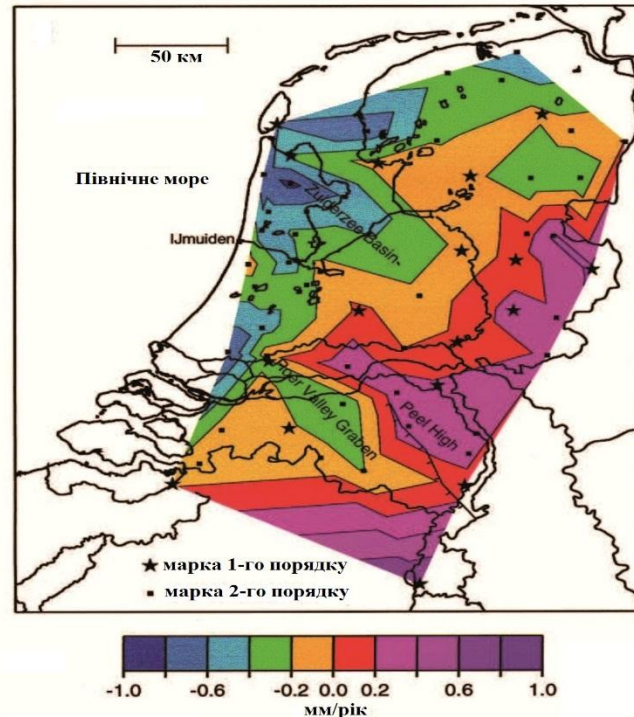 50 км
Північне море
IJmuiden
Zuiderzee Basin
Roer Valley Graben
Peel High
марка 1-го порядку
марка 2-го порядку
-1.0 -0.6 -0.2 0.0 0.2 0.6 1.0
мм/рік